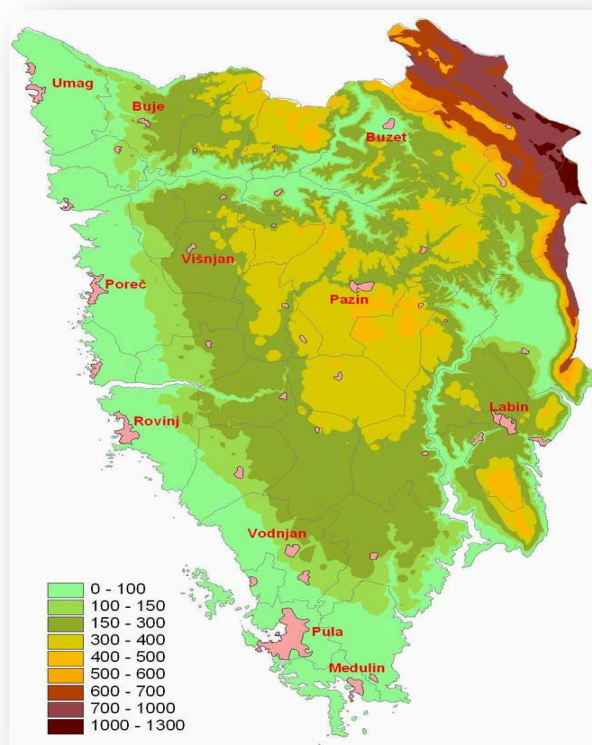 Umag
Buje
Buzet
Višnjan
Poreč
Pazin
Rovinj
Labin
Vodnjan
Pula
Medulin
0 - 100
100 - 150
150 - 300
300 - 400
400 - 500
500 - 600
600 - 700
700 - 1000
1000 - 1300